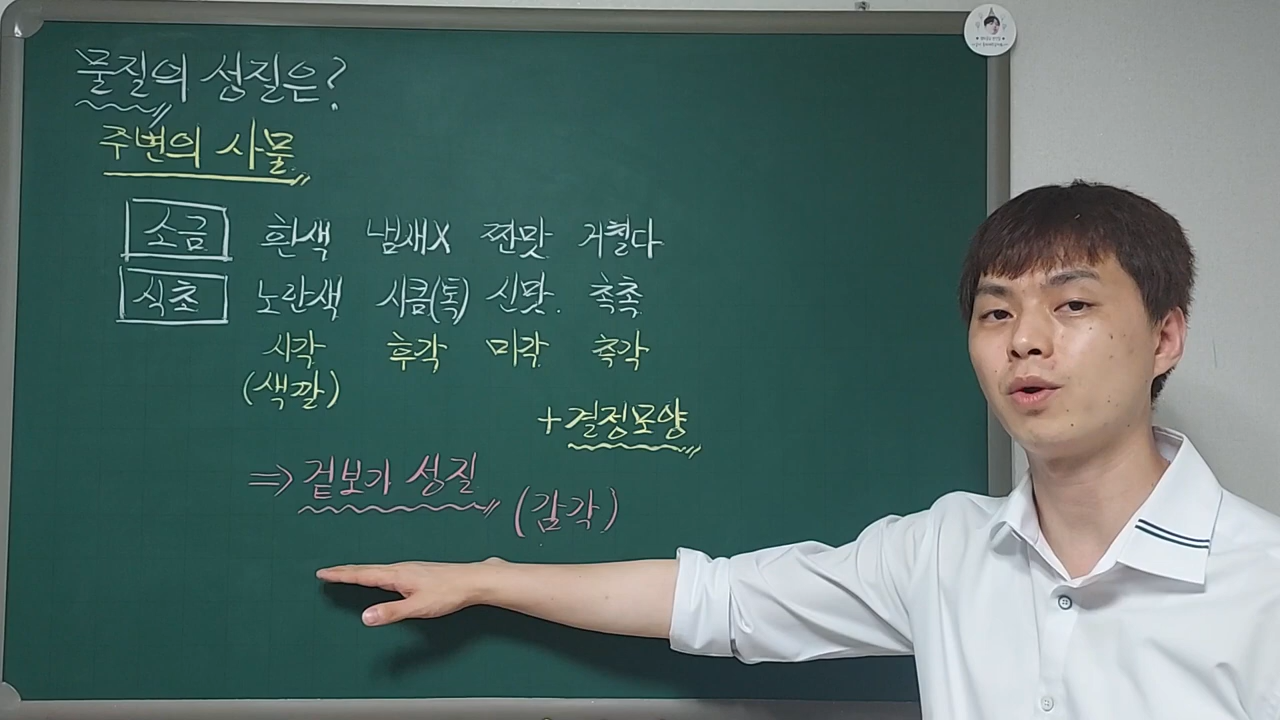 물질의 성질은?
주변의 사물
소금 흰색 냄새X 짠맛 거칠다
식초 노란색 시큼(톡) 신맛 촉촉
시각 후각 미각 촉각
(색깔)
+결정모양
⇒ 겉보기 성질 (감각)